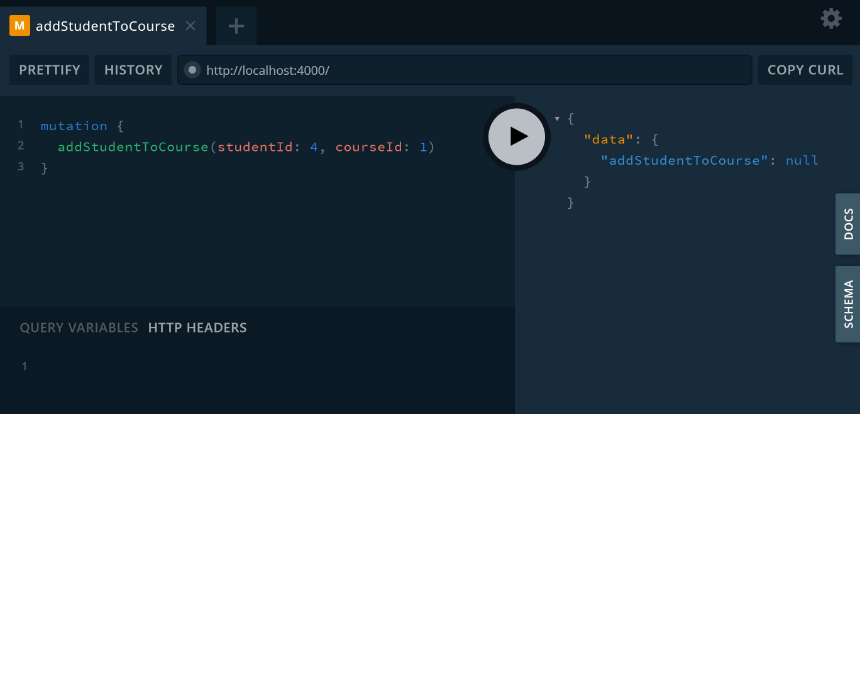 M addStudentToCourse
PRETTIFY HISTORY http://localhost:4000/ COPY CURL
1 mutation {
2 addStudentToCourse(studentId: 4, courseId: 1)
3 }
{
"data": {
"addStudentToCourse": null
}
}
DOCS
SCHEMA
QUERY VARIABLES HTTP HEADERS
1